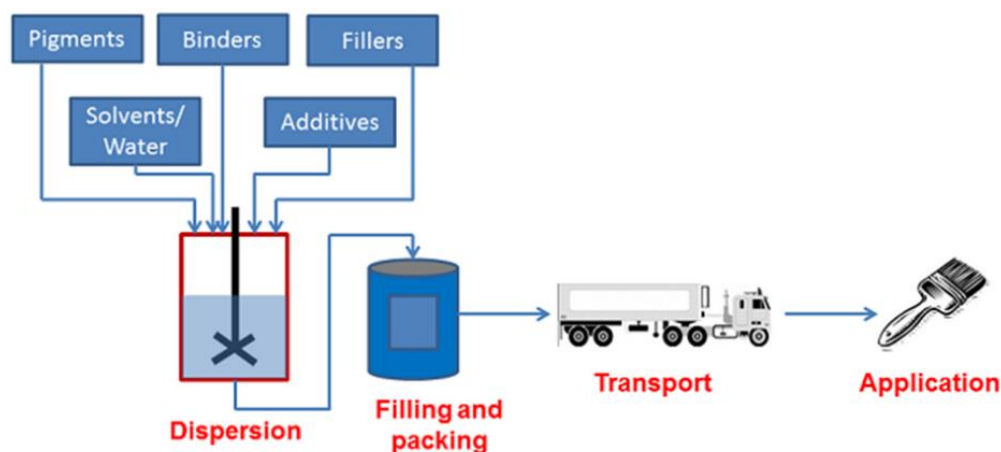 Pigments
Binders
Fillers
Solvents/
Water
Additives
Dispersion
Filling and
packing
Transport
Application